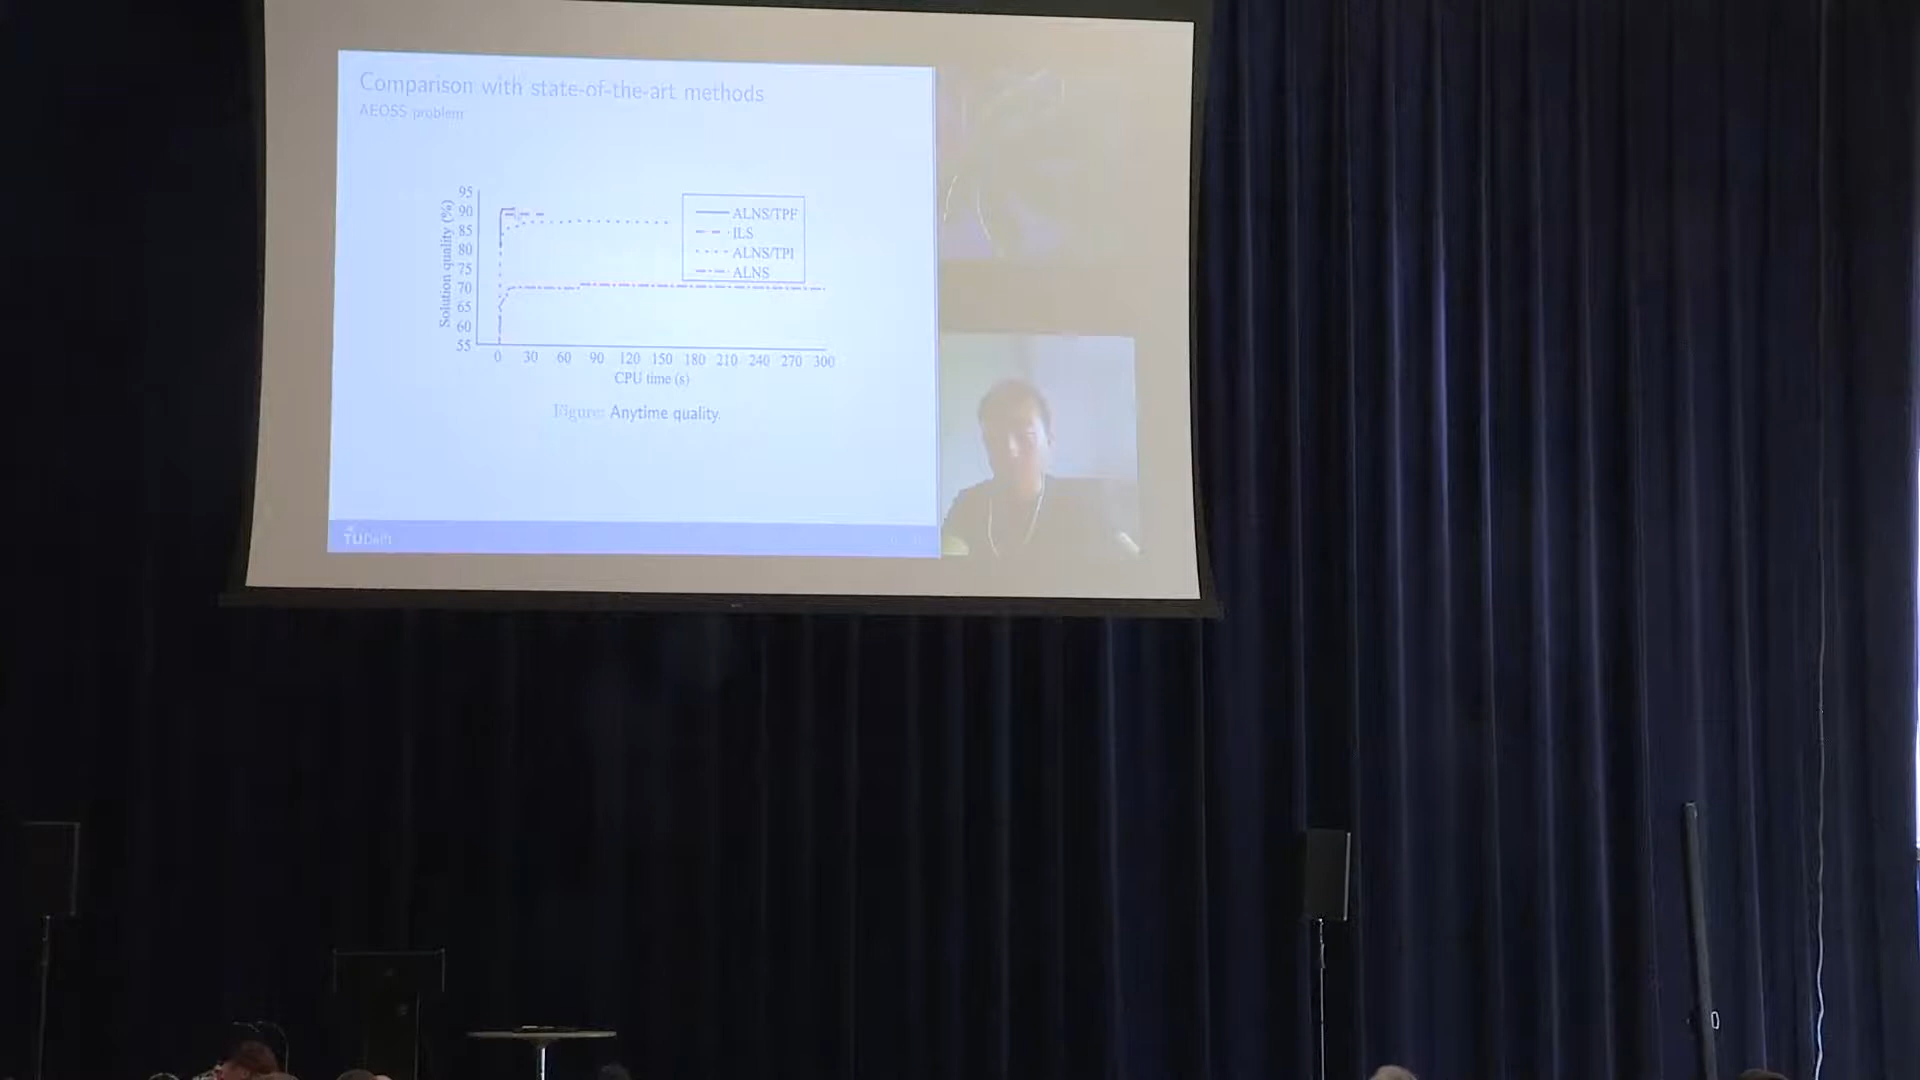 Comparison with state-of-the-art methods
AEOSS problem
Solution quality (%)
95
90
85
80
75
70
65
60
55
ALNS/TPF
ILS
ALNS/TPI
ALNS
0 30 60 90 120 150 180 210 240 270 300
CPU time (s)
Figure: Anytime quality.
TUDelft